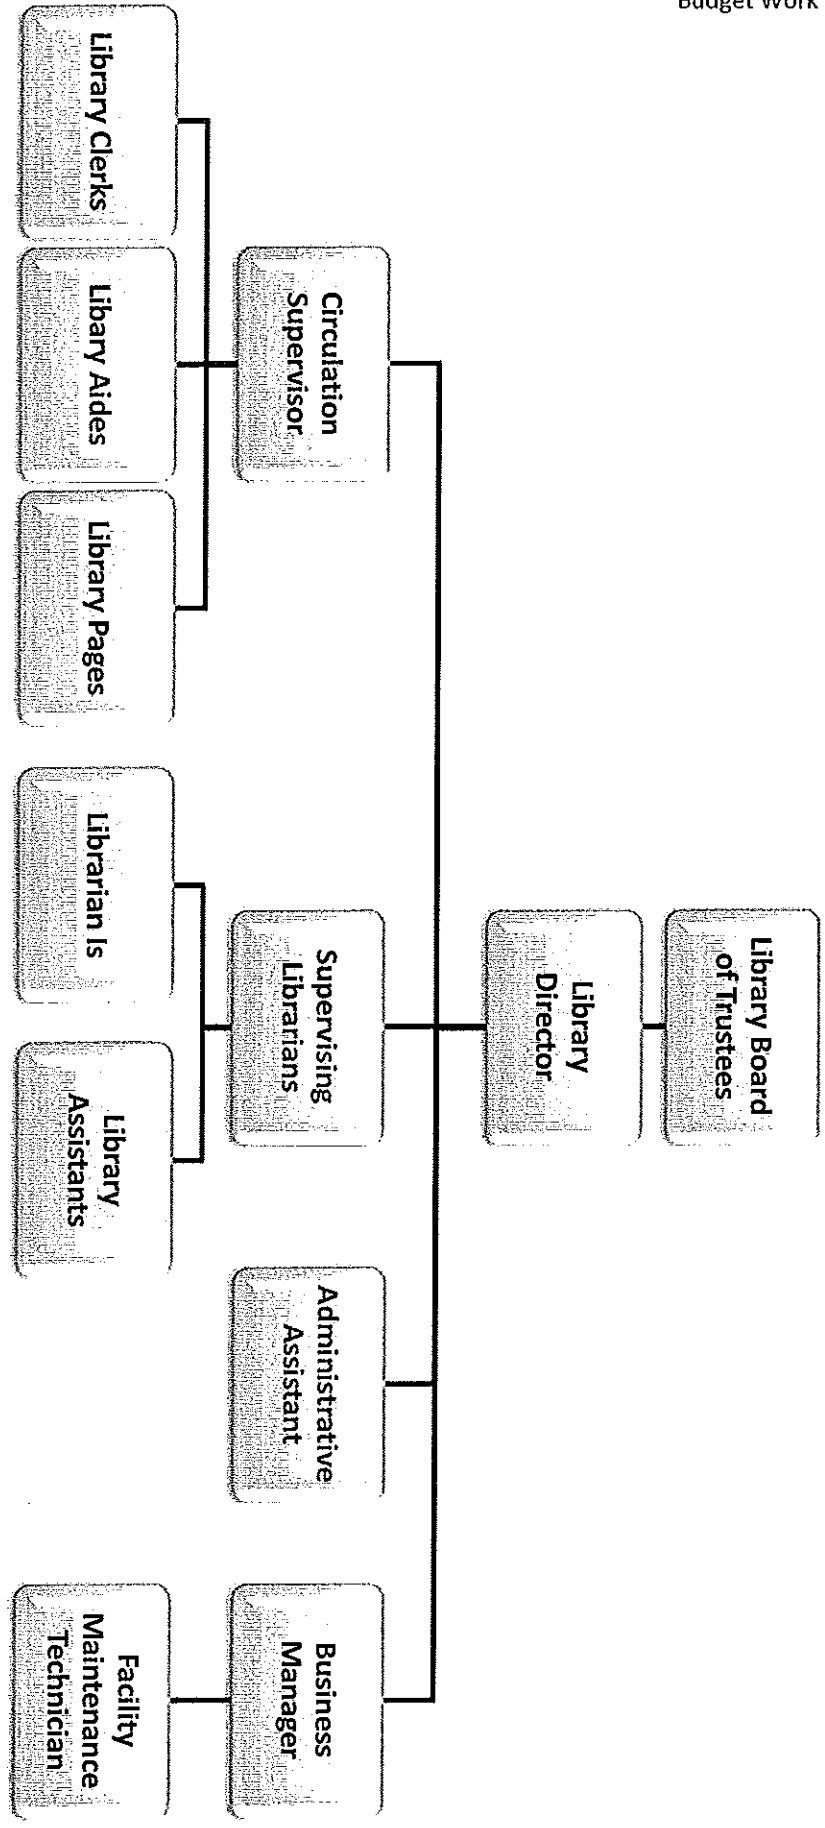 Budget Work
Library Board
of Trustees
Library
Director
Circulation
Supervisor
Supervising
Librarians
Administrative
Assistant
Business
Manager
Library Clerks
Libary Aides
Library Pages
Librarian Is
Library
Assistants
Facility
Maintenance
Technician